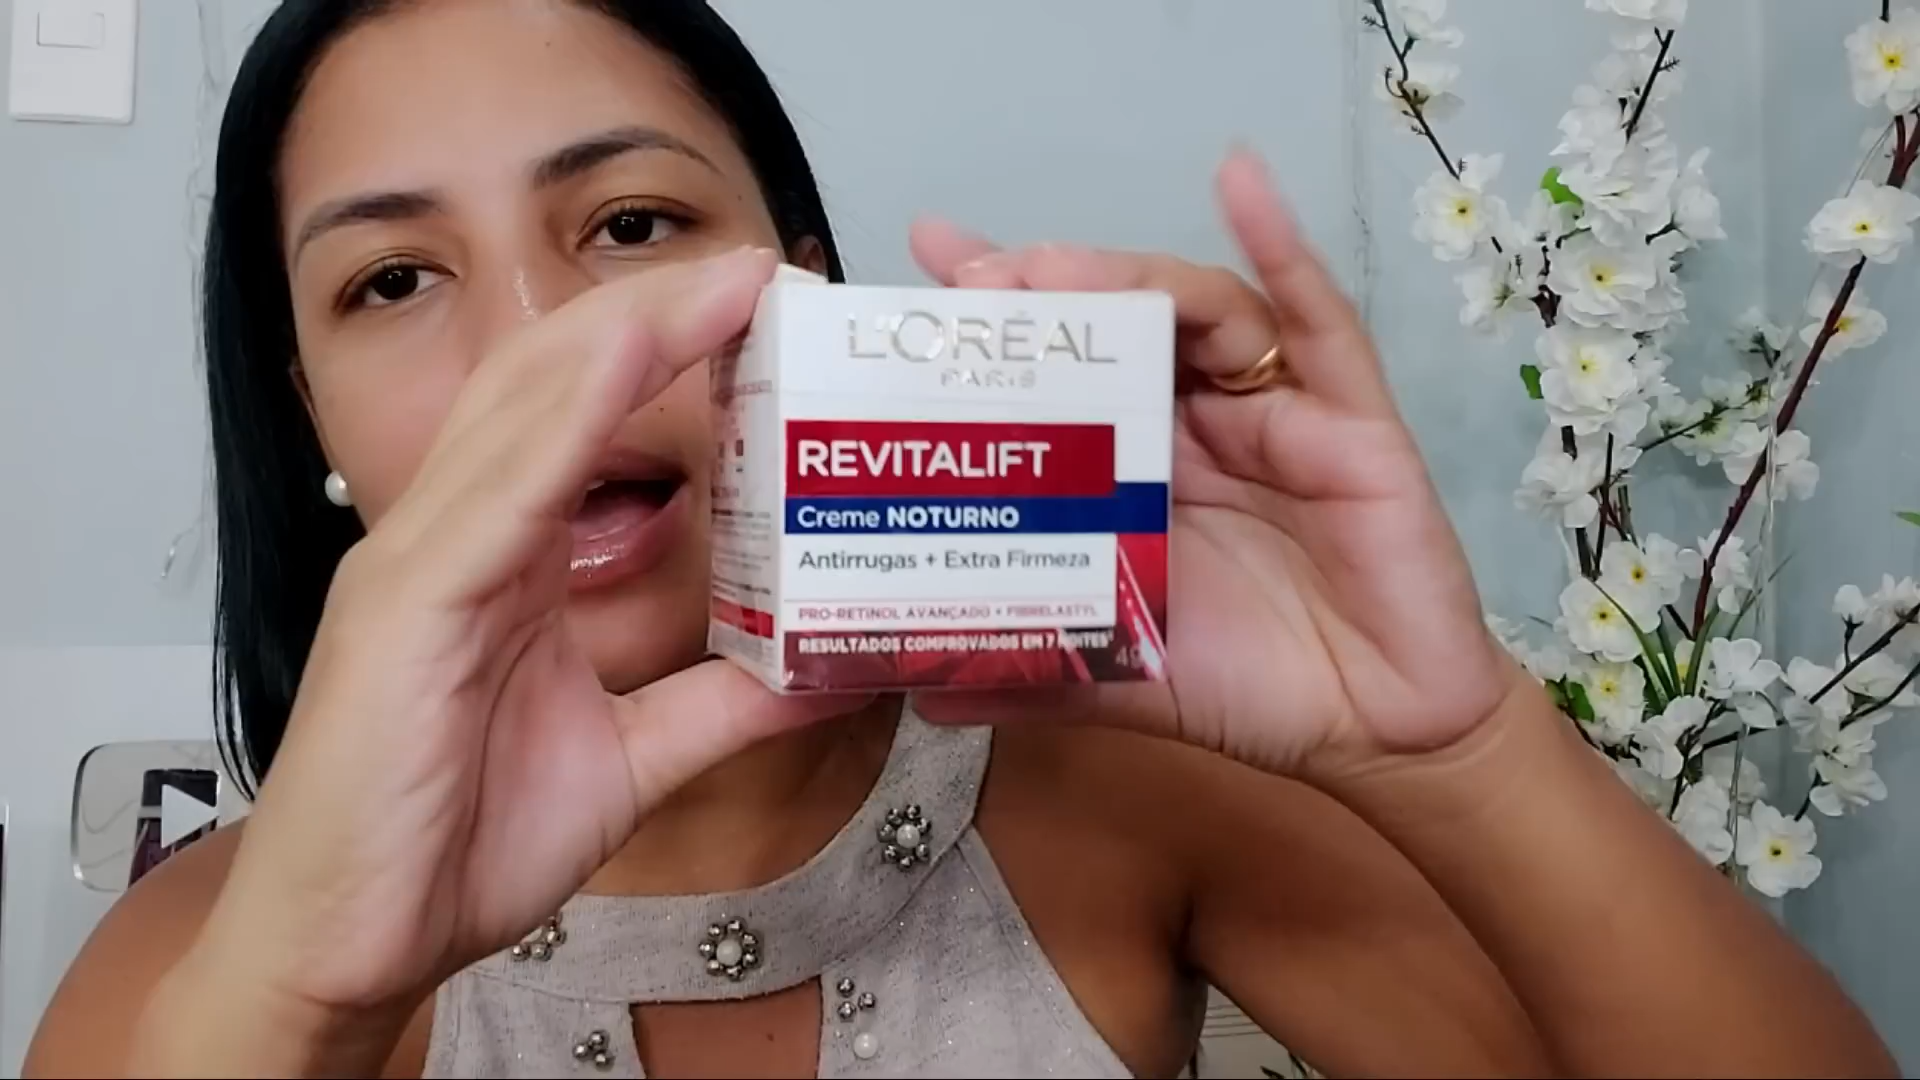 L'ORÉAL
PARIS
REVITALIFT
Creme NOTURNO
Antirrugas + Extra Firmeza
PRO-RETINOL AVANÇADO + FIBRELASTYL
RESULTADOS COMPROVADOS EM 7 NOITES*